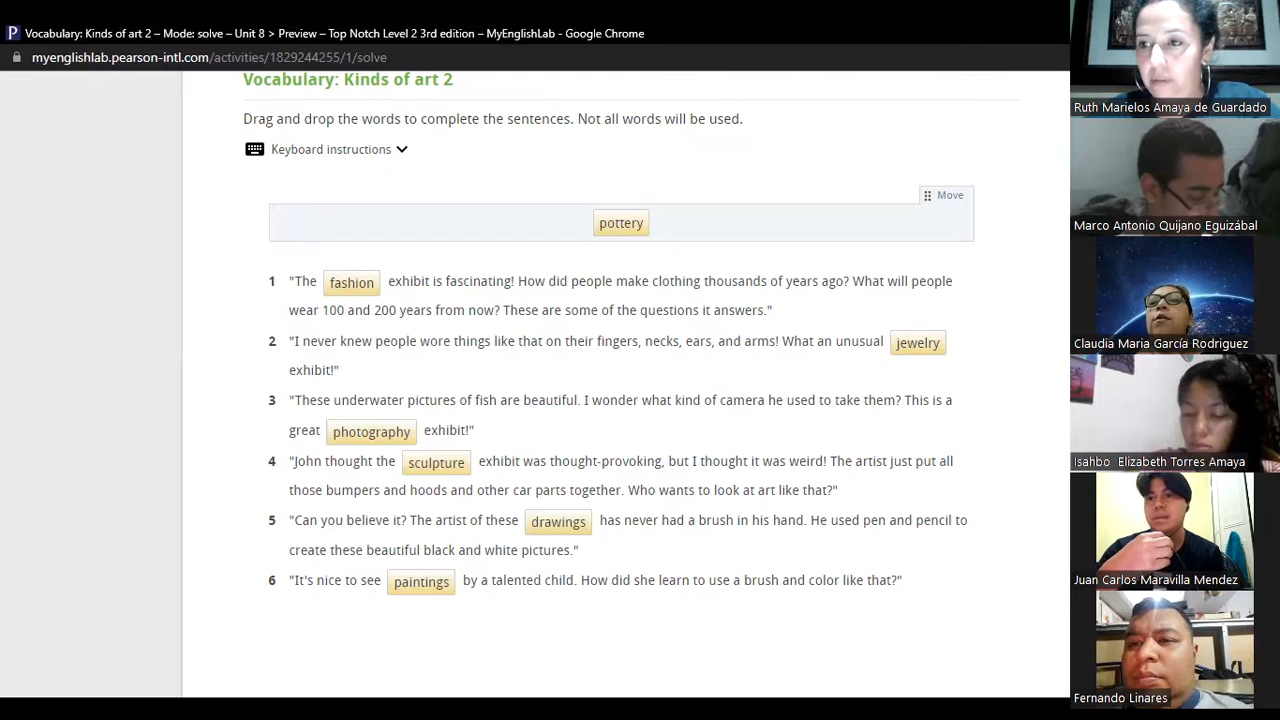 Vocabulary: Kinds of art 2 – Mode: solve – Unit 8 > Preview – Top Notch Level 2 3rd edition – MyEnglishLab - Google Chrome
myenglishlab.pearson-intl.com/activities/1829244255/1/solve
Vocabulary: Kinds of art 2
Drag and drop the words to complete the sentences. Not all words will be used.
Keyboard instructions
Move
pottery
1 "The fashion exhibit is fascinating! How did people make clothing thousands of years ago? What will people
wear 100 and 200 years from now? These are some of the questions it answers."
2 "I never knew people wore things like that on their fingers, necks, ears, and arms! What an unusual jewelry
exhibit!"
3 "These underwater pictures of fish are beautiful. I wonder what kind of camera he used to take them? This is a
great photography exhibit!"
4 "John thought the sculpture exhibit was thought-provoking, but I thought it was weird! The artist just put all
those bumpers and hoods and other car parts together. Who wants to look at art like that?"
5 "Can you believe it? The artist of these drawings has never had a brush in his hand. He used pen and pencil to
create these beautiful black and white pictures."
6 "It's nice to see paintings by a talented child. How did she learn to use a brush and color like that?"
Ruth Marielos Amaya de Guardado
Marco Antonio Quijano Eguizábal
Claudia Maria García Rodriguez
Isahbo Elizabeth Torres Amaya
Juan Carlos Maravilla Mendez
Fernando Linares